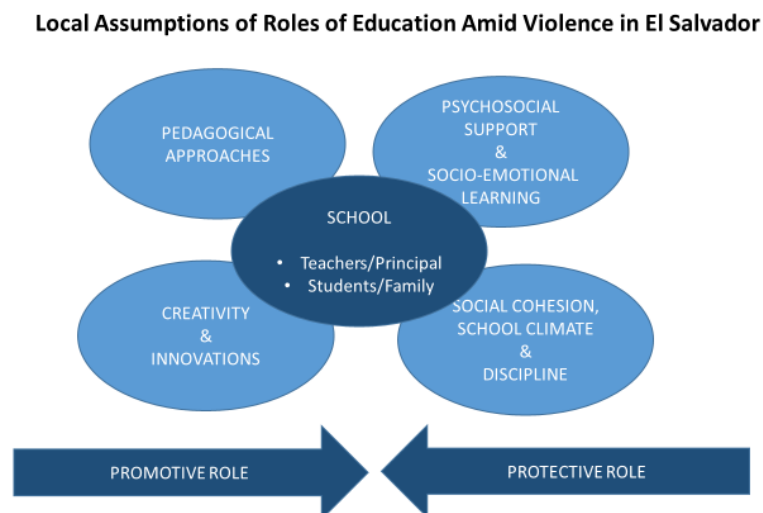 Local Assumptions of Roles of Education Amid Violence in El Salvador
PEDAGOGICAL
APPROACHES
PSYCHOSOCIAL
SUPPORT
&
SOCIO-EMOTIONAL
LEARNING
SCHOOL
• Teachers/Principal
• Students/Family
CREATIVITY
&
INNOVATIONS
SOCIAL COHESION,
SCHOOL CLIMATE
&
DISCIPLINE
PROMOTIVE ROLE
PROTECTIVE ROLE